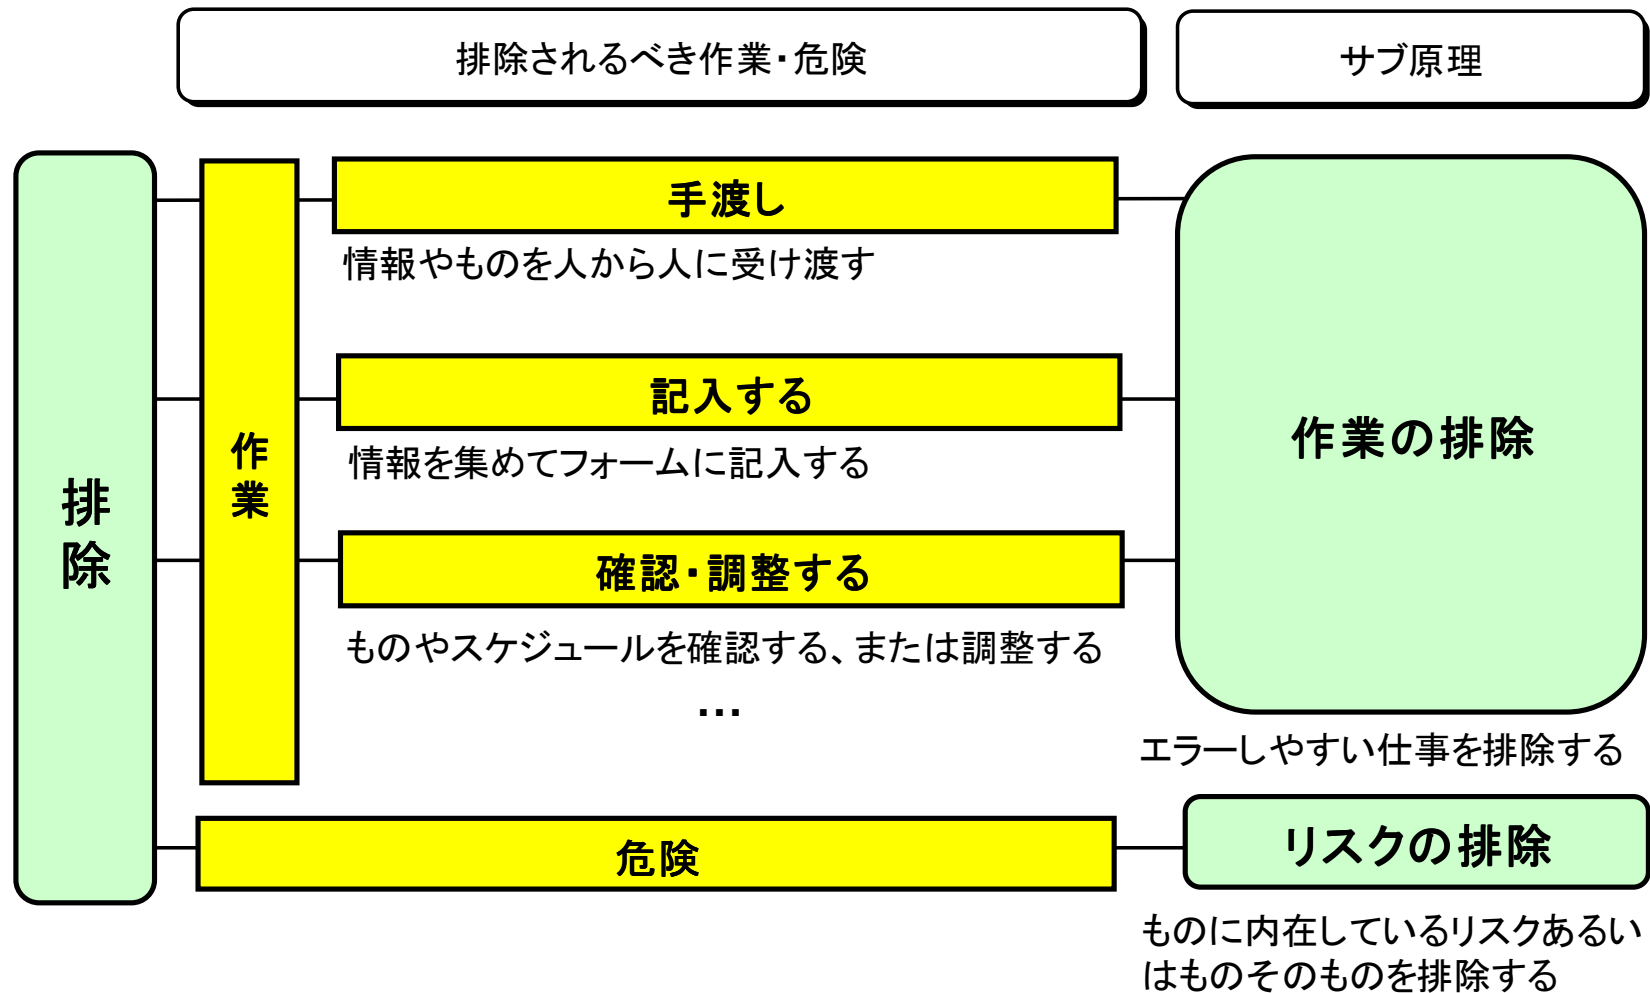 排除されるべき作業・危険
サブ原理
排除
作業
手渡し
情報やものを人から人に受け渡す
記入する
情報を集めてフォームに記入する
確認・調整する
ものやスケジュールを確認する、または調整する
…
作業の排除
エラーしやすい仕事を排除する
危険
リスクの排除
ものに内在しているリスクあるい
はものそのものを排除する